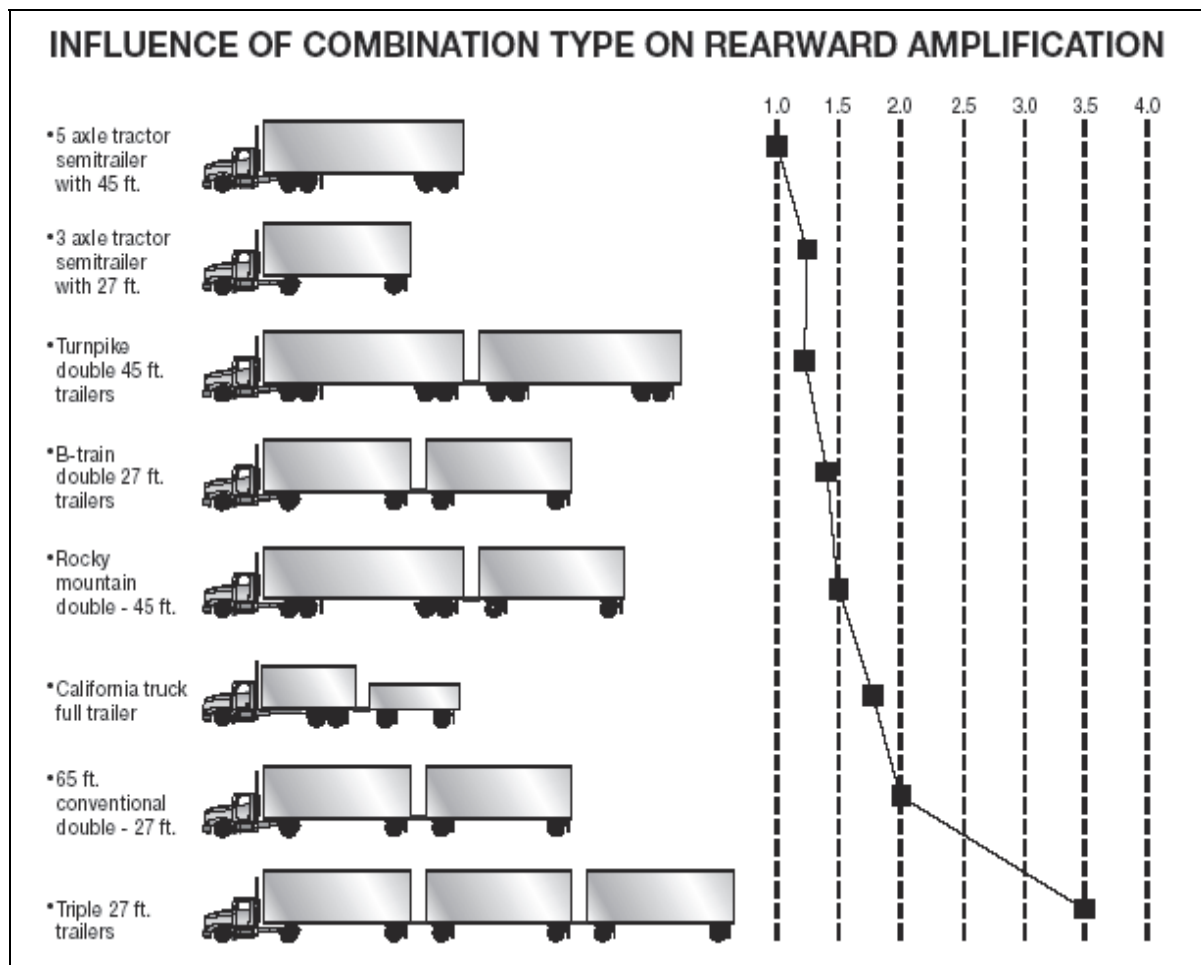 INFLUENCE OF COMBINATION TYPE ON REARWARD AMPLIFICATION
1.0 1.5 2.0 2.5 3.0 3.5 4.0
•5 axle tractor
semitrailer
with 45 ft.
•3 axle tractor
semitrailer
with 27 ft.
•Turnpike
double 45 ft.
trailers
•B-train
double 27 ft.
trailers
•Rocky
mountain
double - 45 ft.
•California truck
full trailer
•65 ft.
conventional
double - 27 ft.
•Triple 27 ft.
trailers